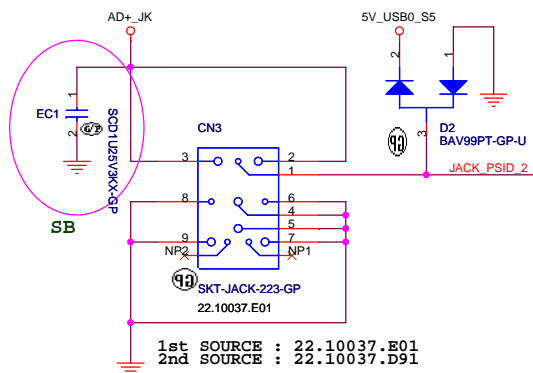 AD+_JK
5V_USB0_S5
EC1
1
2
SCD1U25V3KX-GP
G/P
SB
CN3
3
2
1
8
6
4
5
9
7
NP2
NP1
GP
SKT-JACK-223-GP
22.10037.E01
2
1
3
D2
BAV99PT-GP-U
GP
JACK_PSID_2
1st SOURCE : 22.10037.E01
2nd SOURCE : 22.10037.D91